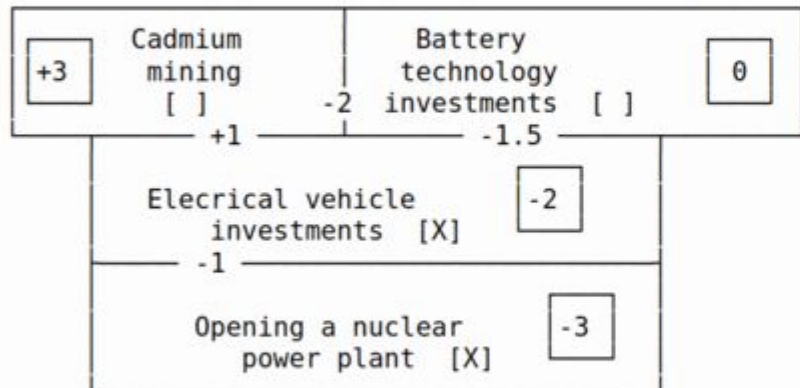 Cadmium Battery
+3 mining technology 0
[ ] -2 investments [ ]
+1 -1.5
Elecrical vehicle -2
investments [X]
-1
Opening a nuclear -3
power plant [X]